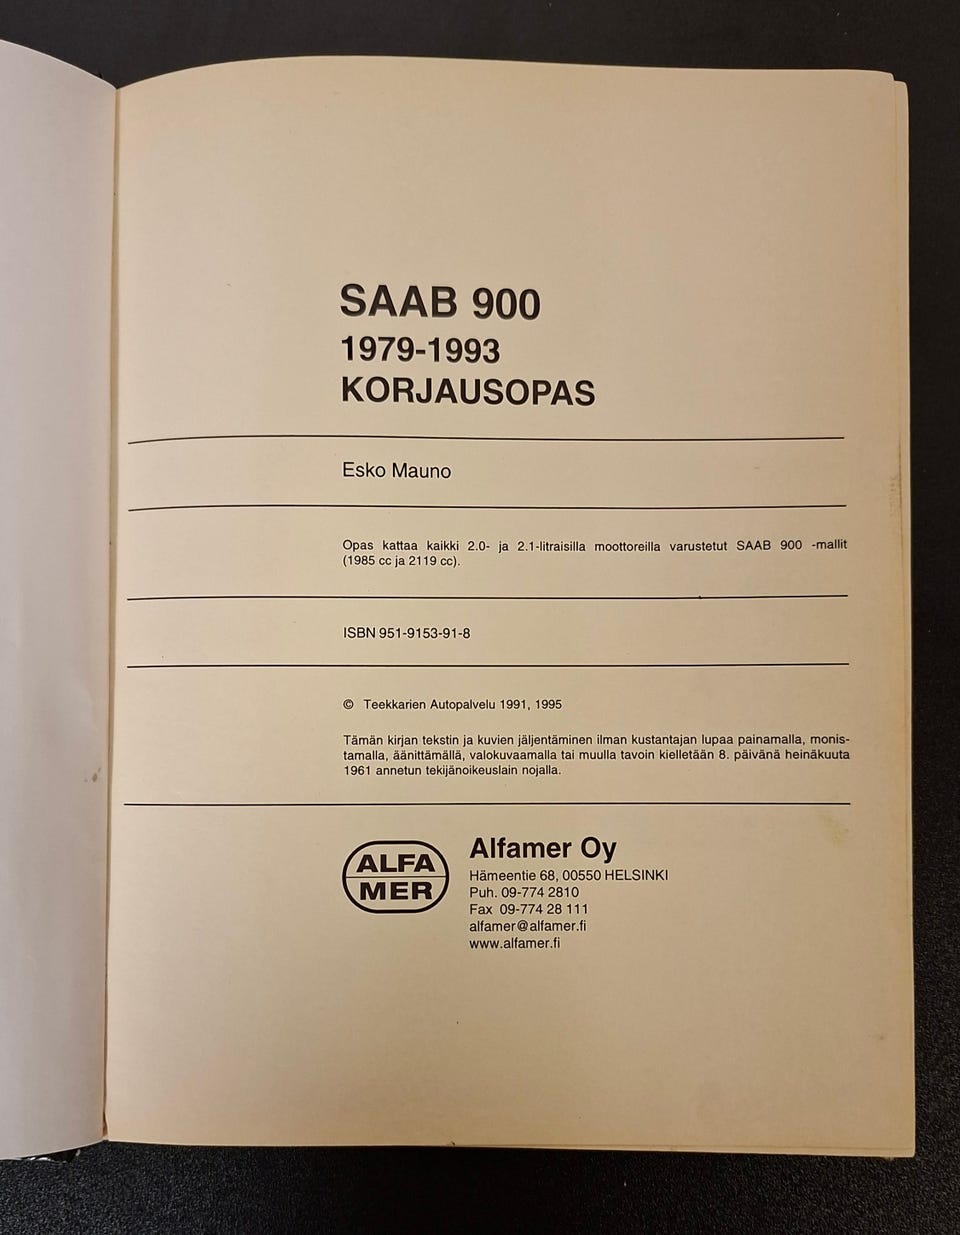 SAAB 900
1979-1993
KORJAUSOPAS
Esko Mauno
Opas kattaa kaikki 2.0- ja 2.1-litraisilla moottoreilla varustetut SAAB 900 -mallit
(1985 cc ja 2119 cc).
ISBN 951-9153-91-8
© Teekkarien Autopalvelu 1991, 1995
Tämän kirjan tekstin ja kuvien jäljentäminen ilman kustantajan lupaa painamalla, monis-
tamalla, äänittämällä, valokuvaamalla tai muulla tavoin kielletään 8. päivänä heinäkuuta
1961 annetun tekijänoikeuslain nojalla.
ALFA
MER
Alfamer Oy
Hämeentie 68, 00550 HELSINKI
Puh. 09-774 2810
Fax 09-774 28 111
alfamer@alfamer.fi
www.alfamer.fi